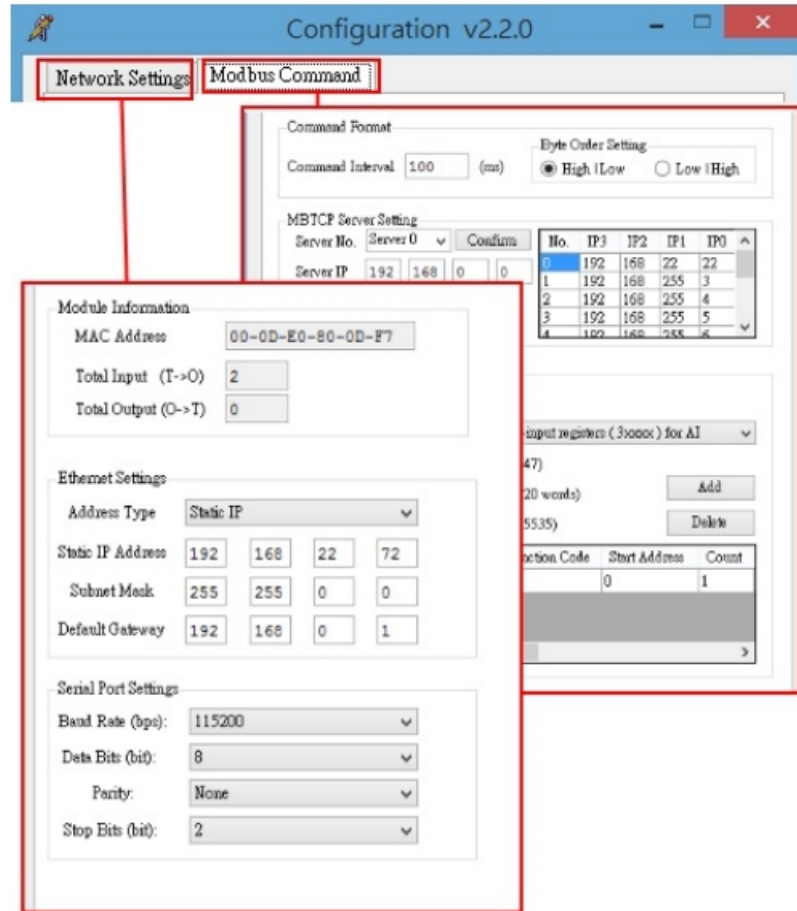 Configuration v2.2.0
Network Settings Modbus Command
Command Format
Byte Order Setting
Command Interval 100 (ms) High | Low Low | High
MBTCP Server Setting
Server No. Server 0 Confirm
Server IP 192 168 0 0
No. IP3 IP2 IP1 IP0
0 192 168 22 22
1 192 168 255 3
2 192 168 255 4
3 192 168 255 5
4 192 168 255 6
input registers (3xxxx) for AI
47)
20 words) Add
5535) Delete
nction Code Start Address Count
0 1
Module Information
MAC Address 00-0D-E0-80-0D-F7
Total Input (T->O) 2
Total Output (O->T) 0
Ethernet Settings
Address Type Static IP
Static IP Address 192 168 22 72
Subnet Mask 255 255 0 0
Default Gateway 192 168 0 1
Serial Port Settings
Baud Rate (bps): 115200
Data Bits (bit): 8
Parity: None
Stop Bits (bit): 2